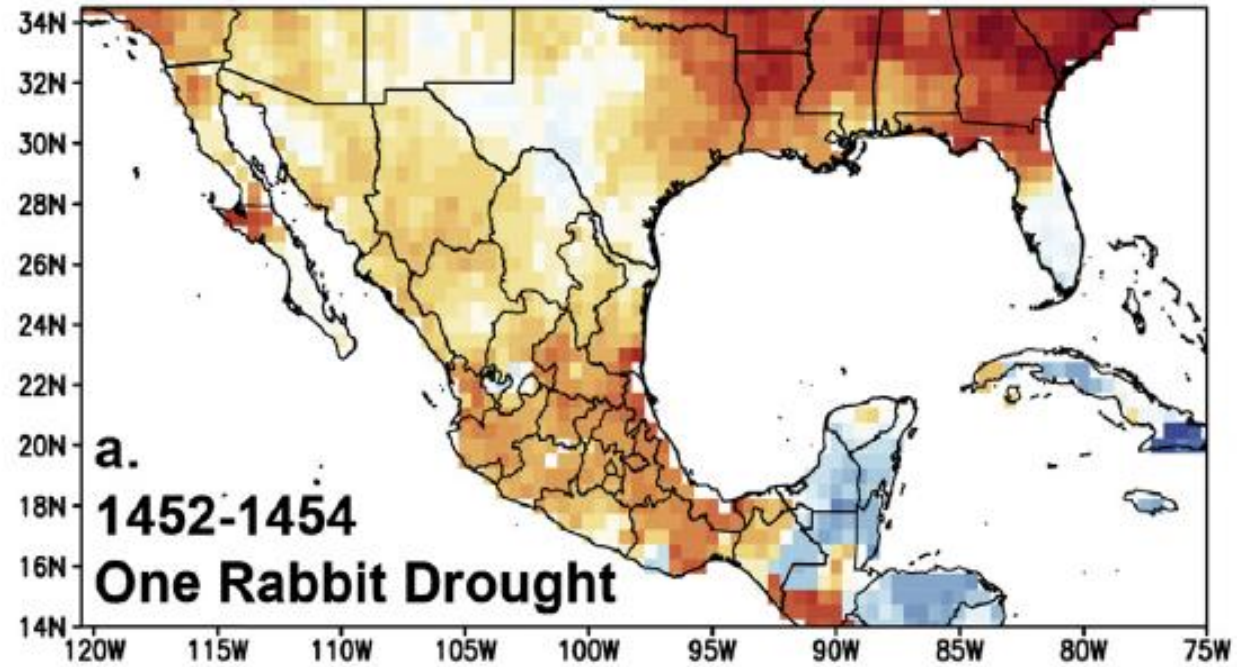 34N
32N
30N
28N
26N
24N
22N
20N
18N
16N
14N
a.
1452-1454
One Rabbit Drought
120W 115W 110W 105W 100W 95W 90W 85W 80W 75W